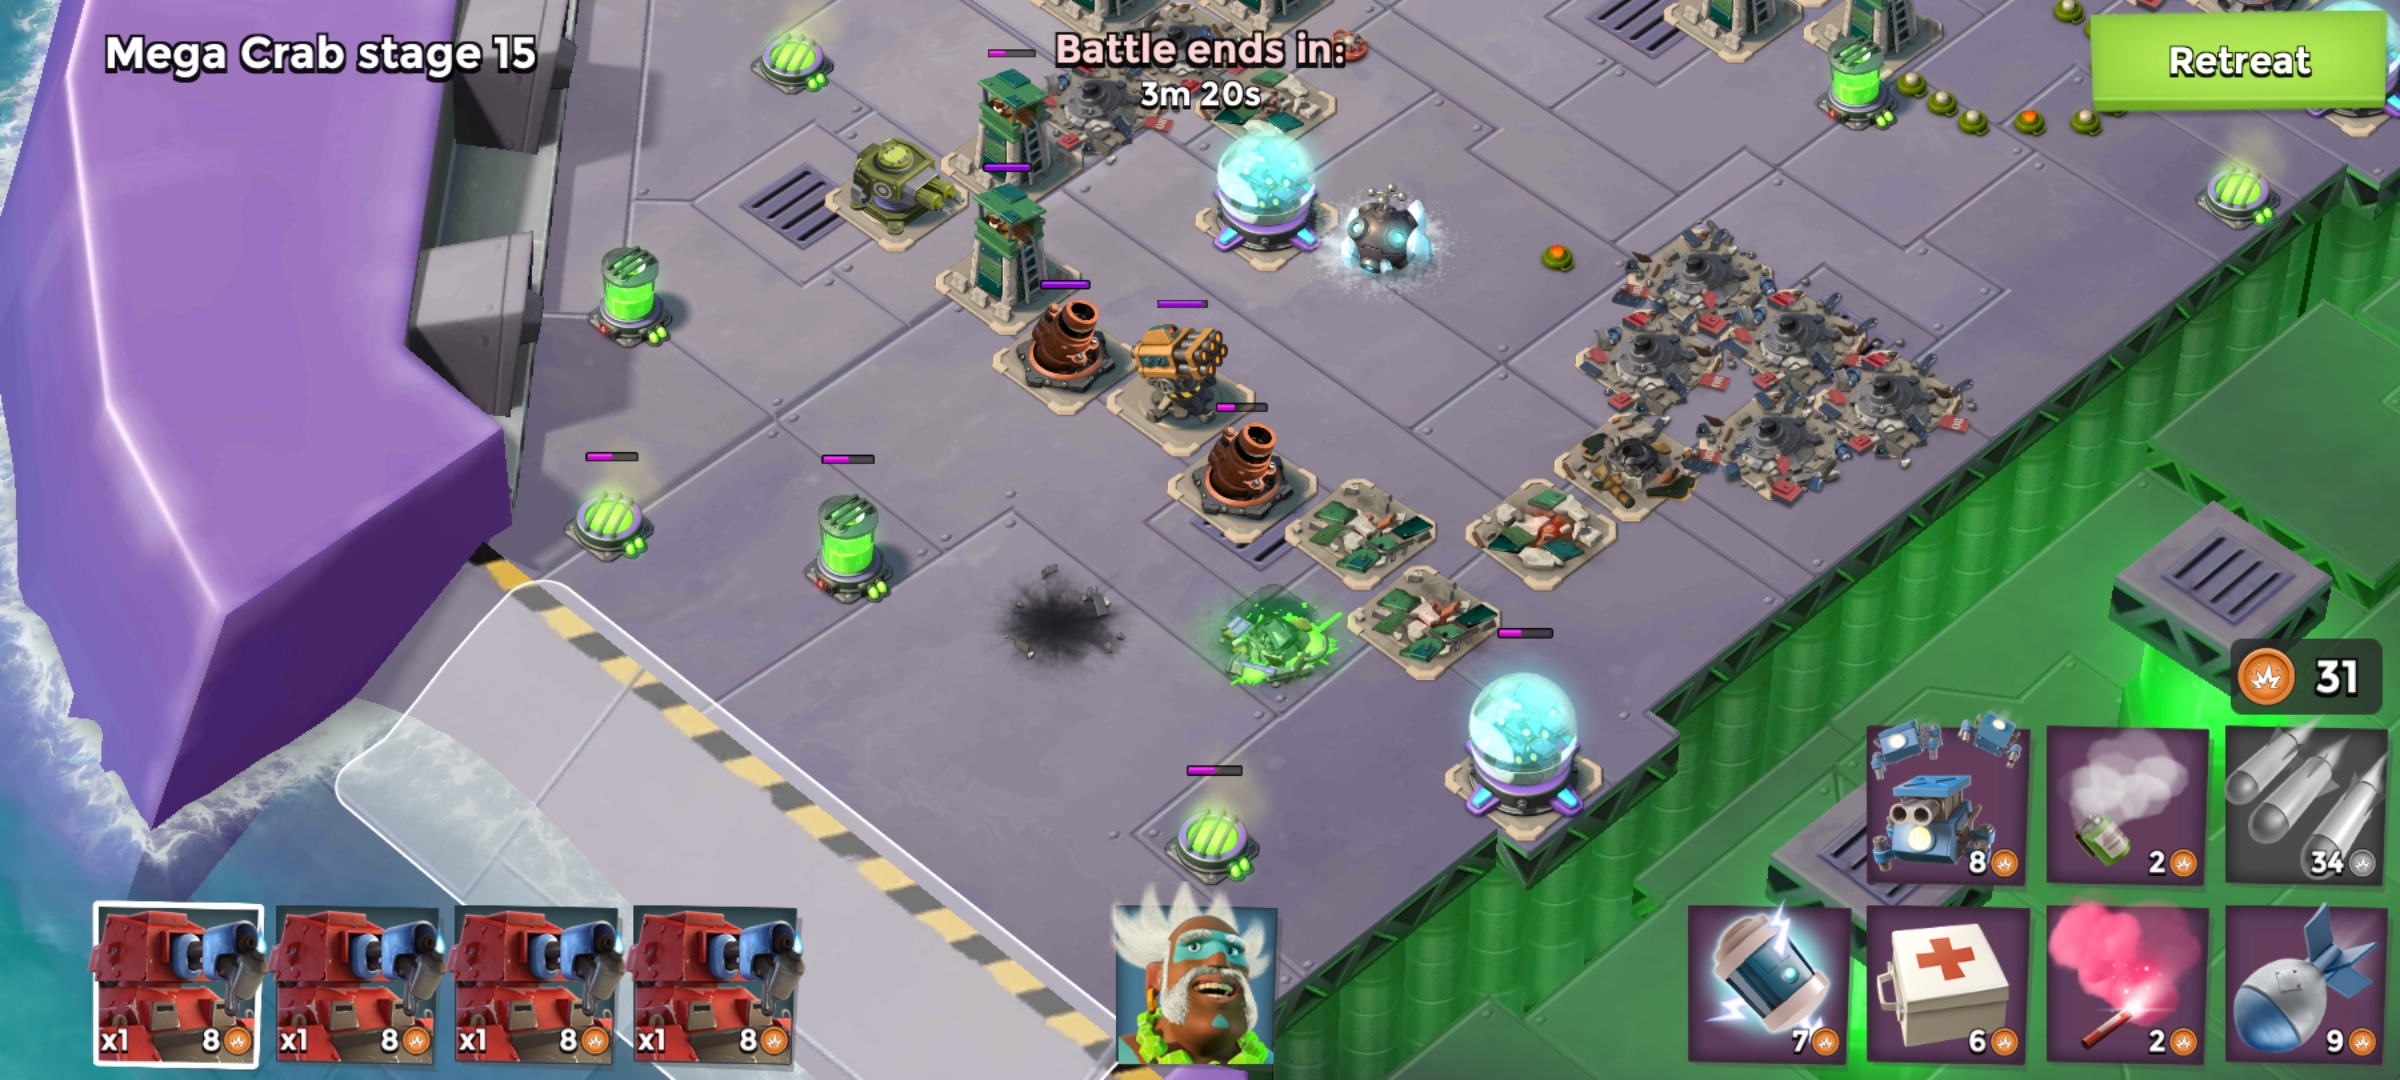 Mega Crab stage 15
Battle ends in:
3m 20s
Retreat
31
8
2
34
x1 8
x1 8
x1 8
x1 8
7
6
2
9